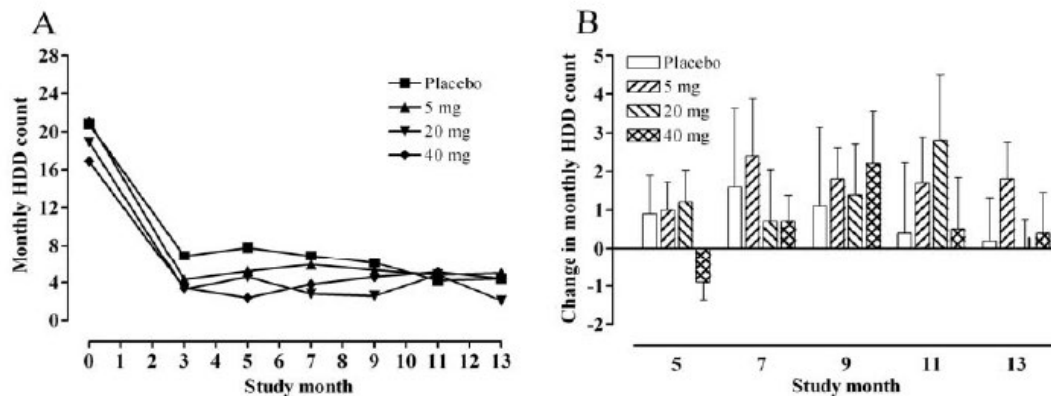 A
Monthly HDD count
28
24
20
16
12
8
4
0
Placebo
5 mg
20 mg
40 mg
0 1 2 3 4 5 6 7 8 9 10 11 12 13
Study month
B
Change in monthly HDD count
5
4
3
2
1
0
-1
-2
Placebo
5 mg
20 mg
40 mg
5 7 9 11 13
Study month